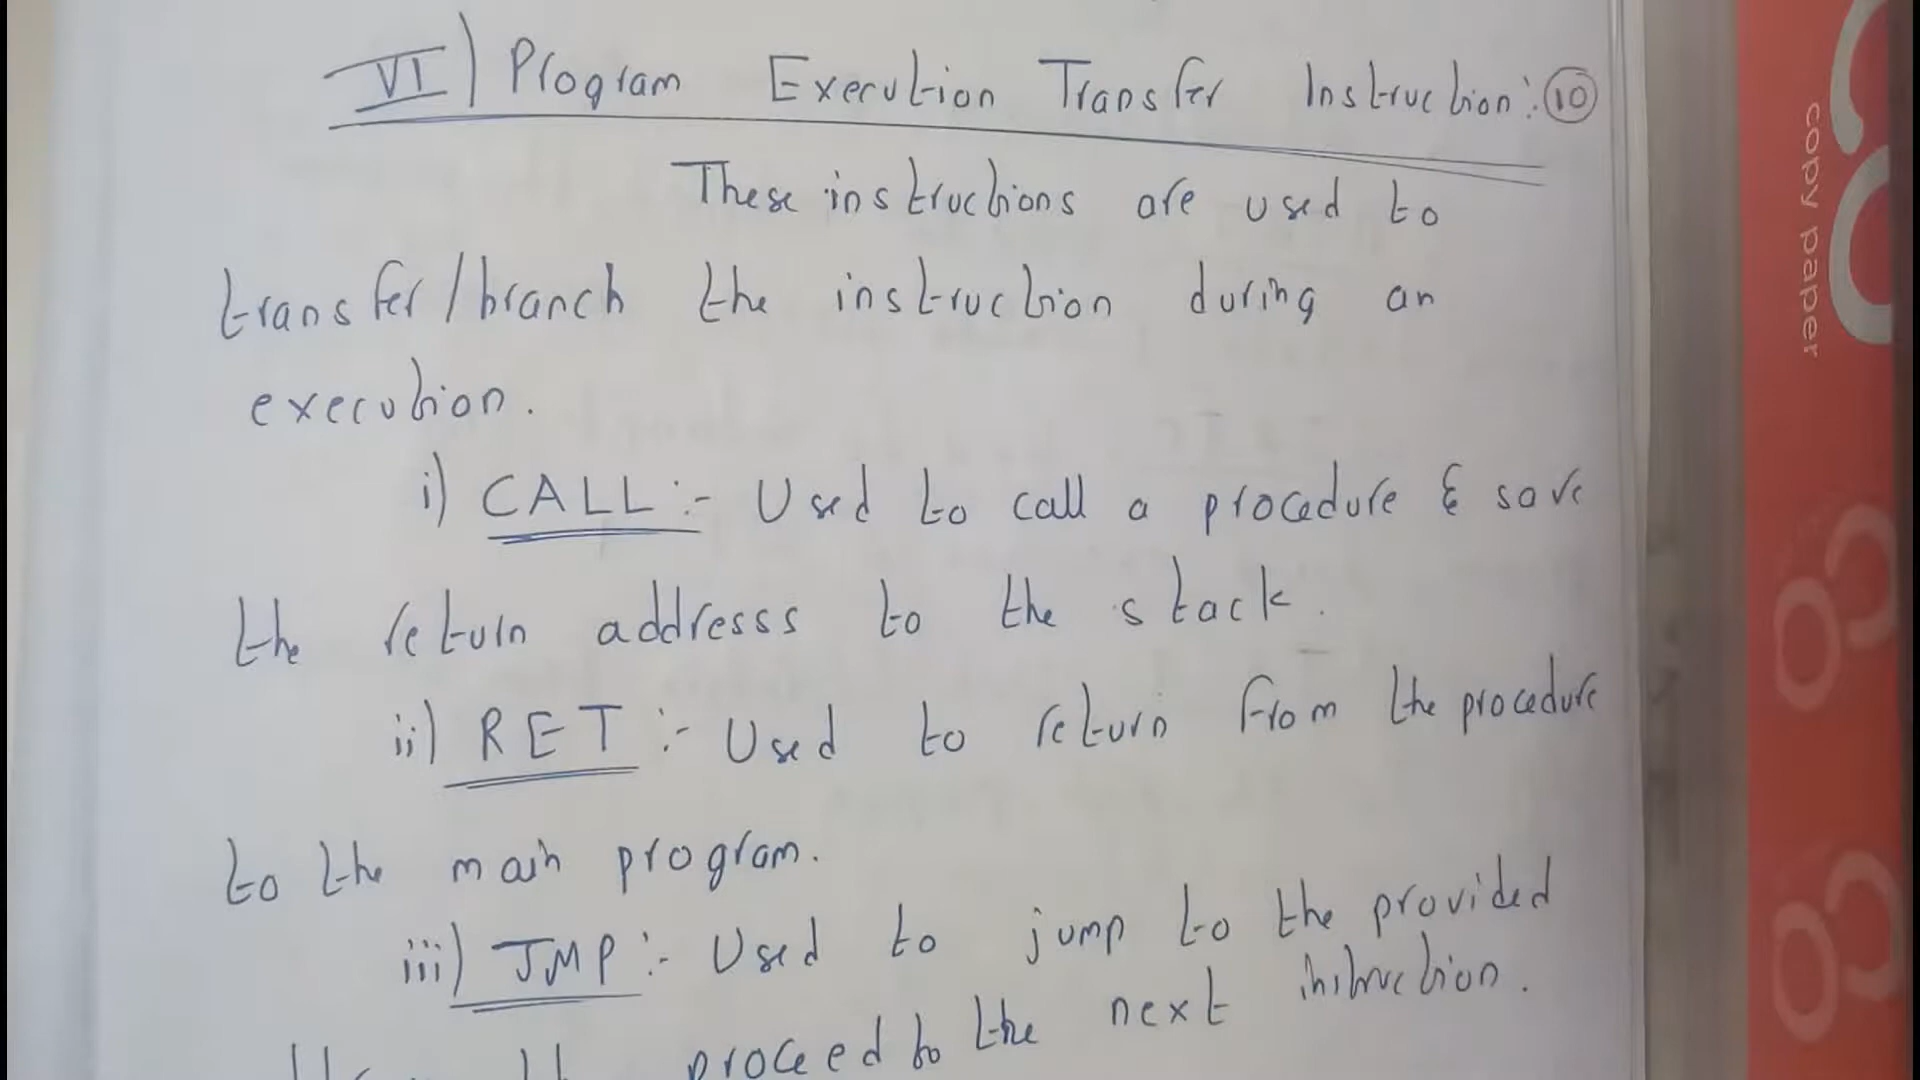 VI) Program Execution Transfer Instruction: 10
These instructions are used to
transfer/branch the instruction during an
execution.
i) CALL :- Used to call a procedure & save
the return addresss to the stack.
ii) RET :- Used to return from the procedure
to the main program.
iii) JMP :- Used to jump to the provided
proceed to the next instruction.
copy paper